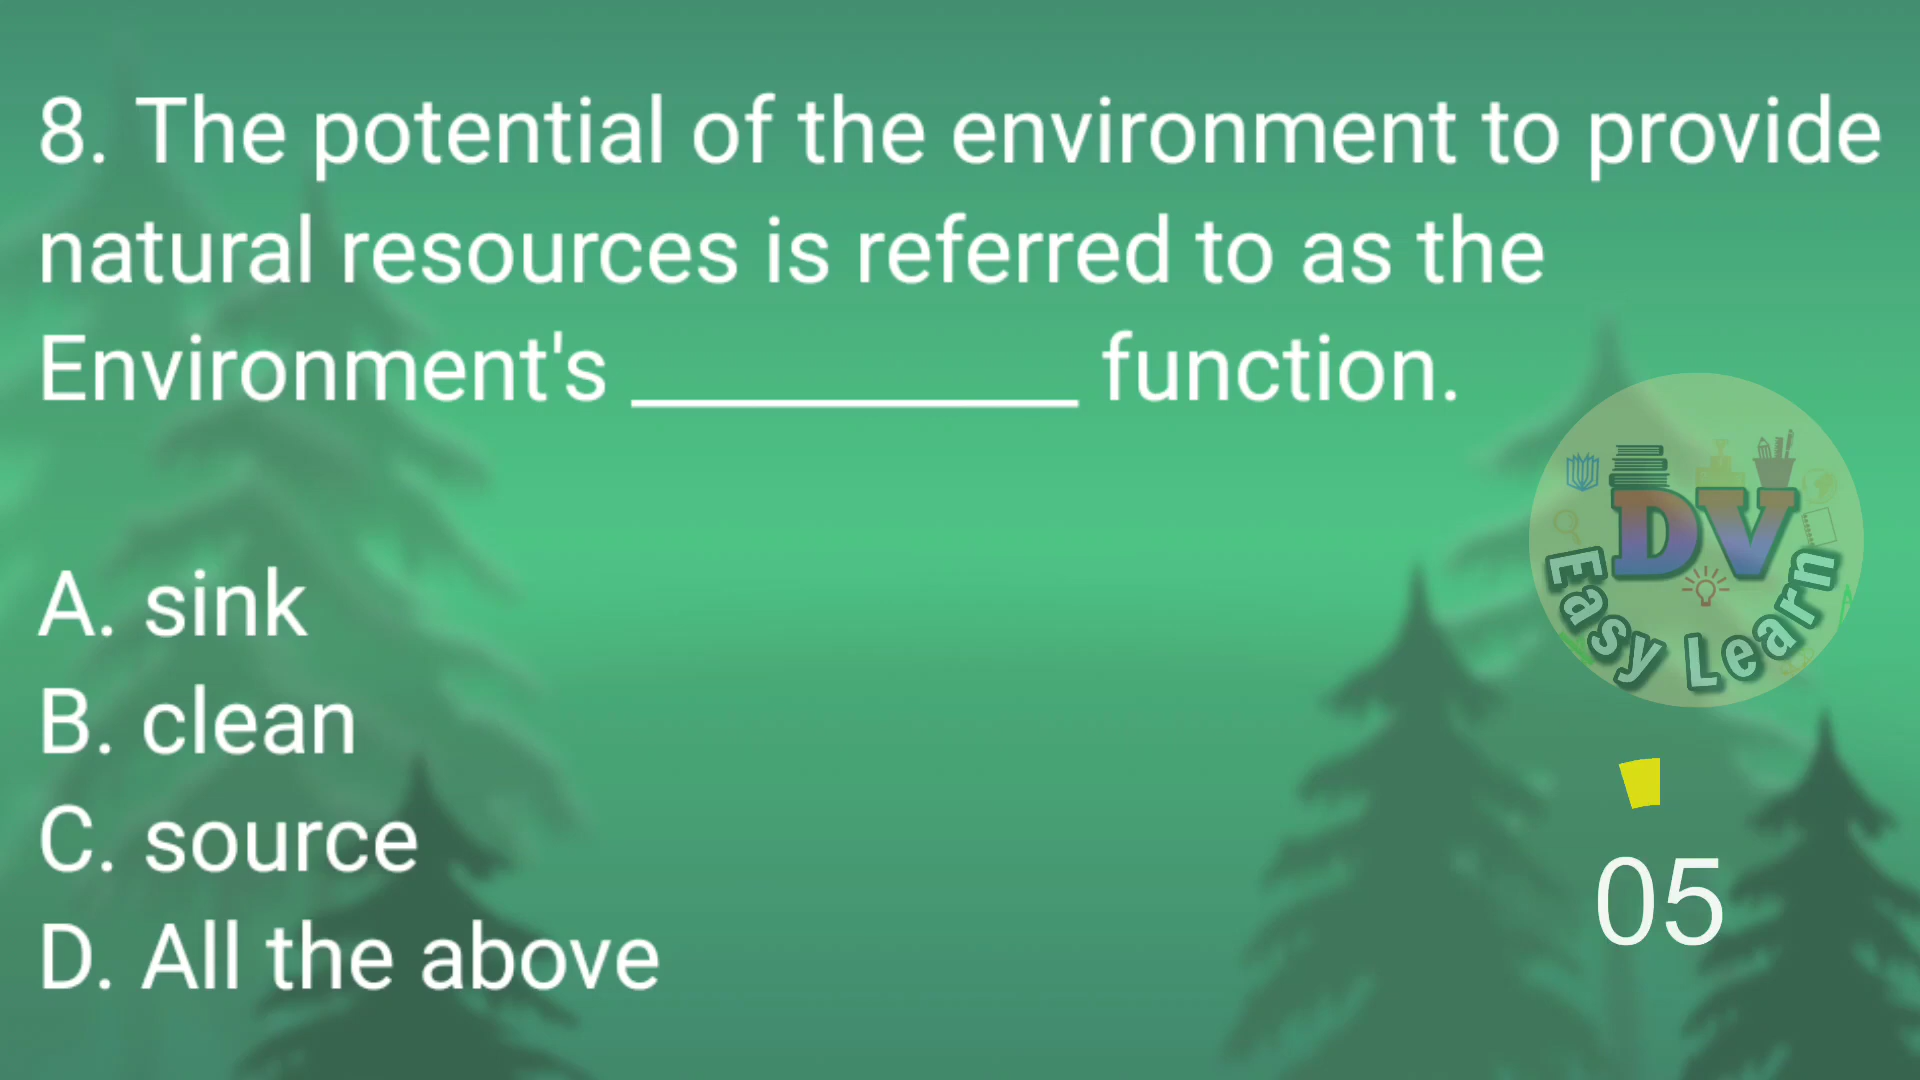 8. The potential of the environment to provide
natural resources is referred to as the
Environment's __________ function.
A. sink
B. clean
C. source
D. All the above
DV
Easy Learn
05